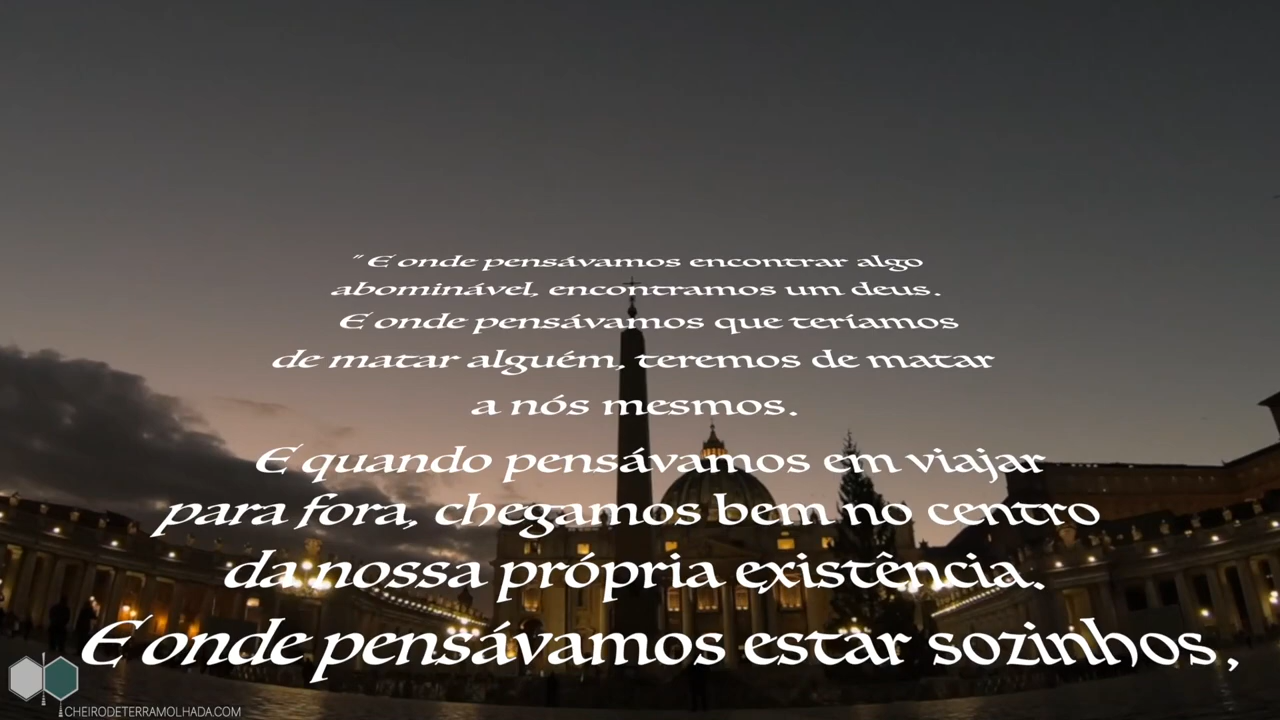 "E onde pensávamos encontrar algo
abominável, encontramos um deus.
E onde pensávamos que teríamos
de matar alguém, teremos de matar
a nós mesmos.
E quando pensávamos em viajar
para fora, chegamos bem no centro
da nossa própria existência.
E onde pensávamos estar sozinhos,
CHEIRODETERRAMOLHADA.COM